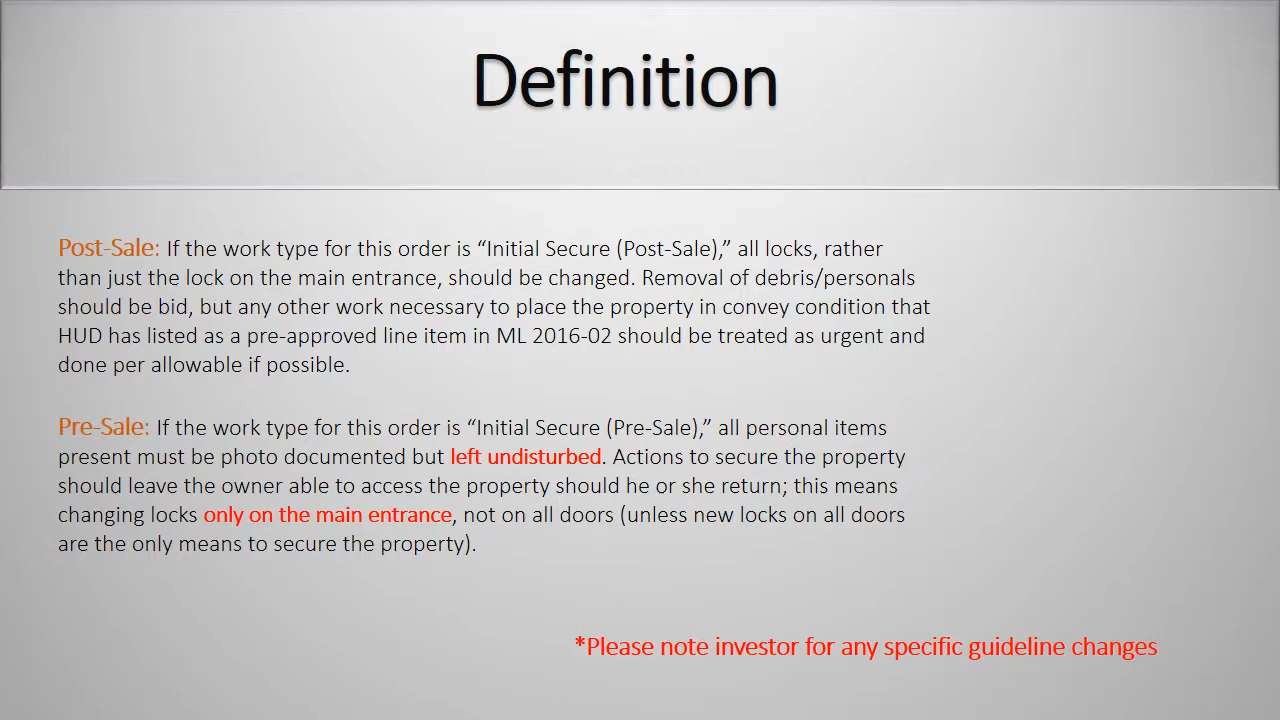 Definition
Post-Sale: If the work type for this order is “Initial Secure (Post-Sale),” all locks, rather
than just the lock on the main entrance, should be changed. Removal of debris/personals
should be bid, but any other work necessary to place the property in convey condition that
HUD has listed as a pre-approved line item in ML 2016-02 should be treated as urgent and
done per allowable if possible.
Pre-Sale: If the work type for this order is “Initial Secure (Pre-Sale),” all personal items
present must be photo documented but left undisturbed. Actions to secure the property
should leave the owner able to access the property should he or she return; this means
changing locks only on the main entrance, not on all doors (unless new locks on all doors
are the only means to secure the property).
*Please note investor for any specific guideline changes